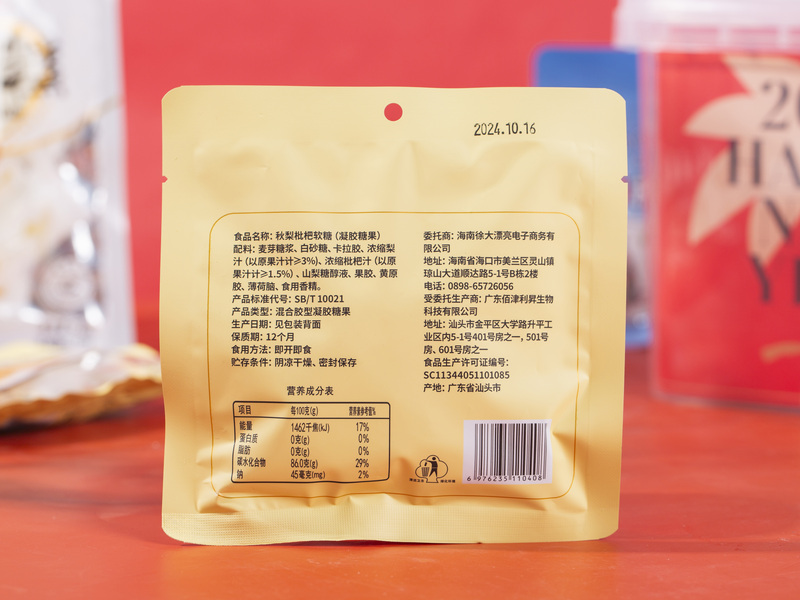 2024.10.16
食品名称: 秋梨枇杷软糖 (凝胶糖果)
配料: 麦芽糖浆、白砂糖、卡拉胶、浓缩梨
汁 (以原果汁计≥3%)、浓缩枇杷汁 (以原
果汁计≥1.5%) 、山梨糖醇液、果胶、黄原
胶、薄荷脑、食用香精。
产品标准代号: SB/T 10021
产品类型: 混合胶型凝胶糖果
生产日期: 见包装背面
保质期: 12个月
食用方法: 即开即食
贮存条件: 阴凉干燥、密封保存
委托商: 海南徐大漂亮电子商务有
限公司
地址: 海南省海口市美兰区灵山镇
琼山大道顺达路5-1号B栋2楼
电话: 0898-65726056
受委托生产商: 广东佰津利昇生物
科技有限公司
地址: 汕头市金平区大学路升平工
业区内5-1号401号房之一, 501号
房、601号房之一
食品生产许可证编号:
SC11344051101085
产地: 广东省汕头市
营养成分表
项目 每100克(g) 营养素参考值%
能量 1462千焦(kJ) 17%
蛋白质 0克(g) 0%
脂肪 0克(g) 0%
碳水化合物 86.0克(g) 29%
钠 45毫克(mg) 2%
6 976235 110408
20
HA
N
YE